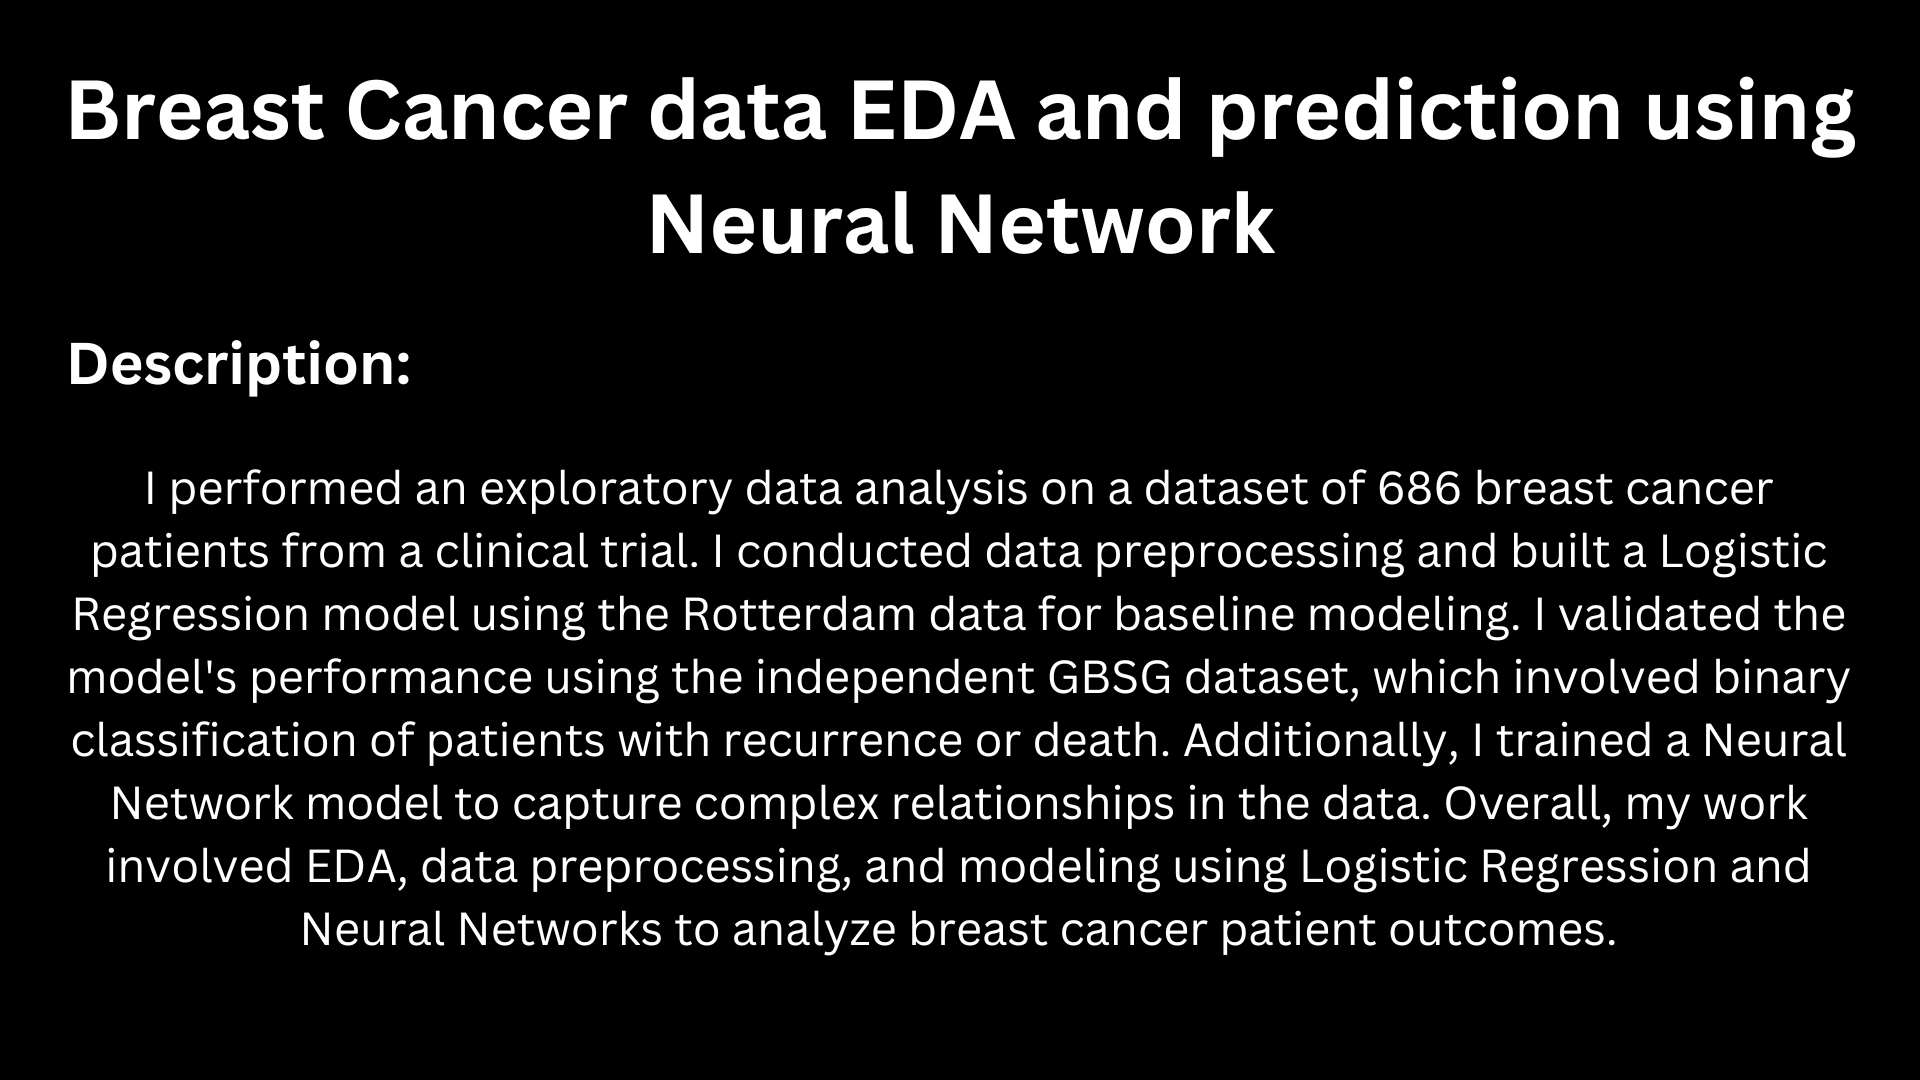 Breast Cancer data EDA and prediction using
Neural Network
Description:
I performed an exploratory data analysis on a dataset of 686 breast cancer
patients from a clinical trial. I conducted data preprocessing and built a Logistic
Regression model using the Rotterdam data for baseline modeling. I validated the
model's performance using the independent GBSG dataset, which involved binary
classification of patients with recurrence or death. Additionally, I trained a Neural
Network model to capture complex relationships in the data. Overall, my work
involved EDA, data preprocessing, and modeling using Logistic Regression and
Neural Networks to analyze breast cancer patient outcomes.